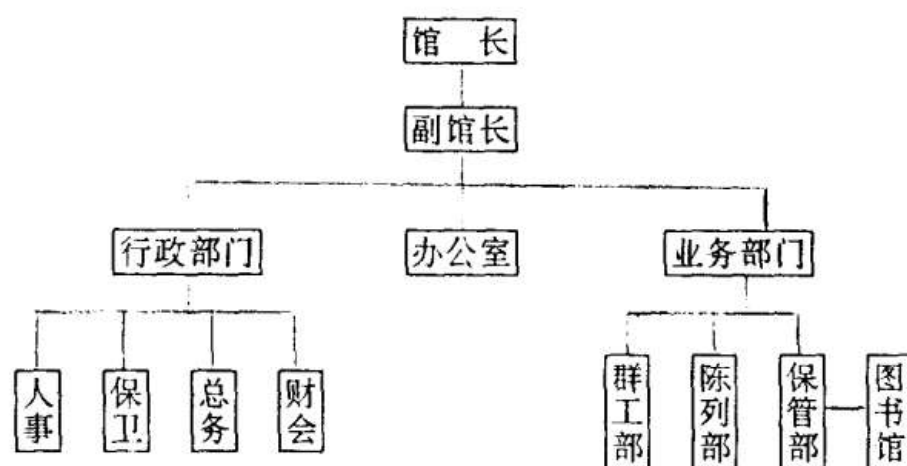 馆 长
副馆长
行政部门 办公室 业务部门
人事 保卫 总务 财会 群工部 陈列部 保管部 图书馆